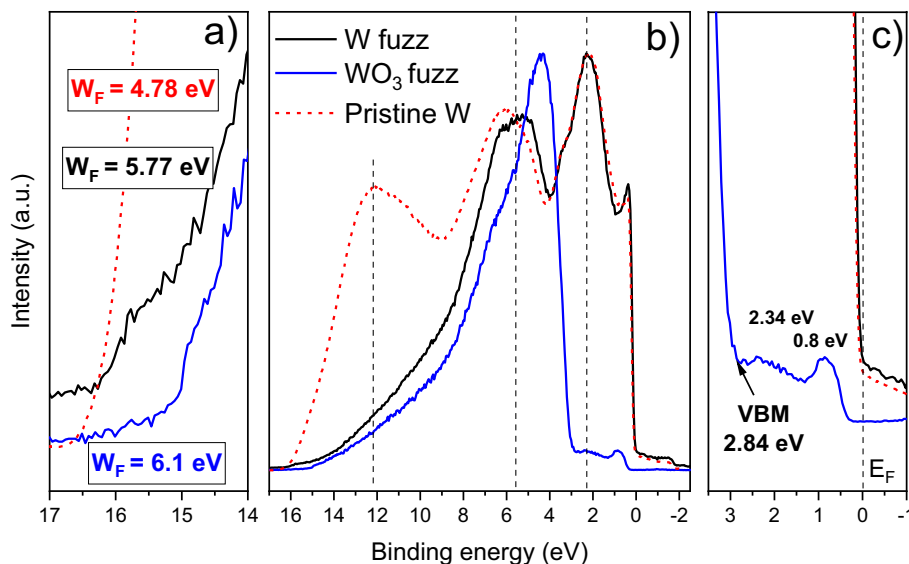 a)
W_F = 4.78 eV
W_F = 5.77 eV
W_F = 6.1 eV
b)
W fuzz
WO₃ fuzz
Pristine W
c)
2.34 eV
0.8 eV
VBM
2.84 eV
E_F
Intensity (a.u.)
17 16 15 14
16 14 12 10 8 6 4 2 0 -2
3 2 1 0 -1
Binding energy (eV)